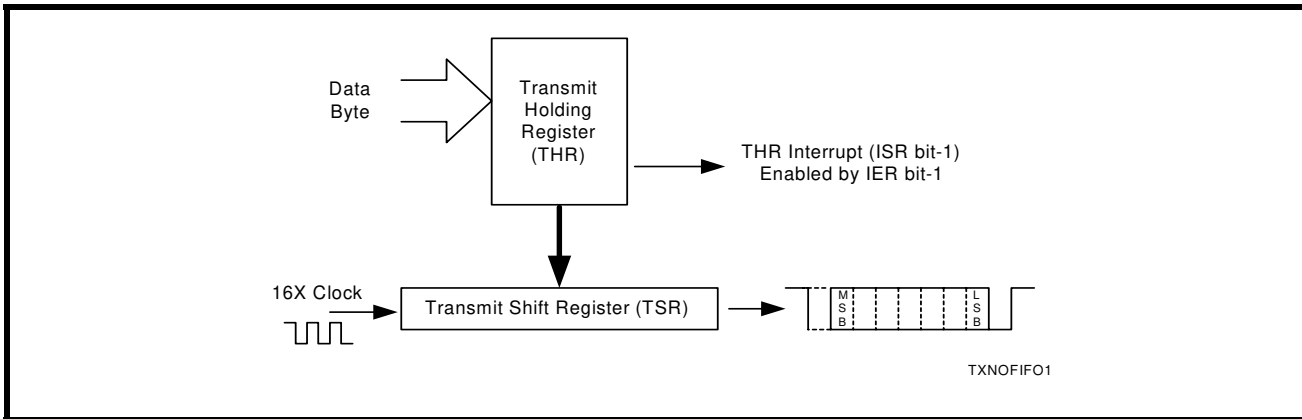 Data
Byte
Transmit
Holding
Register
(THR)
THR Interrupt (ISR bit-1)
Enabled by IER bit-1
16X Clock
Transmit Shift Register (TSR)
M
S
B
L
S
B
TXNOFIFO1